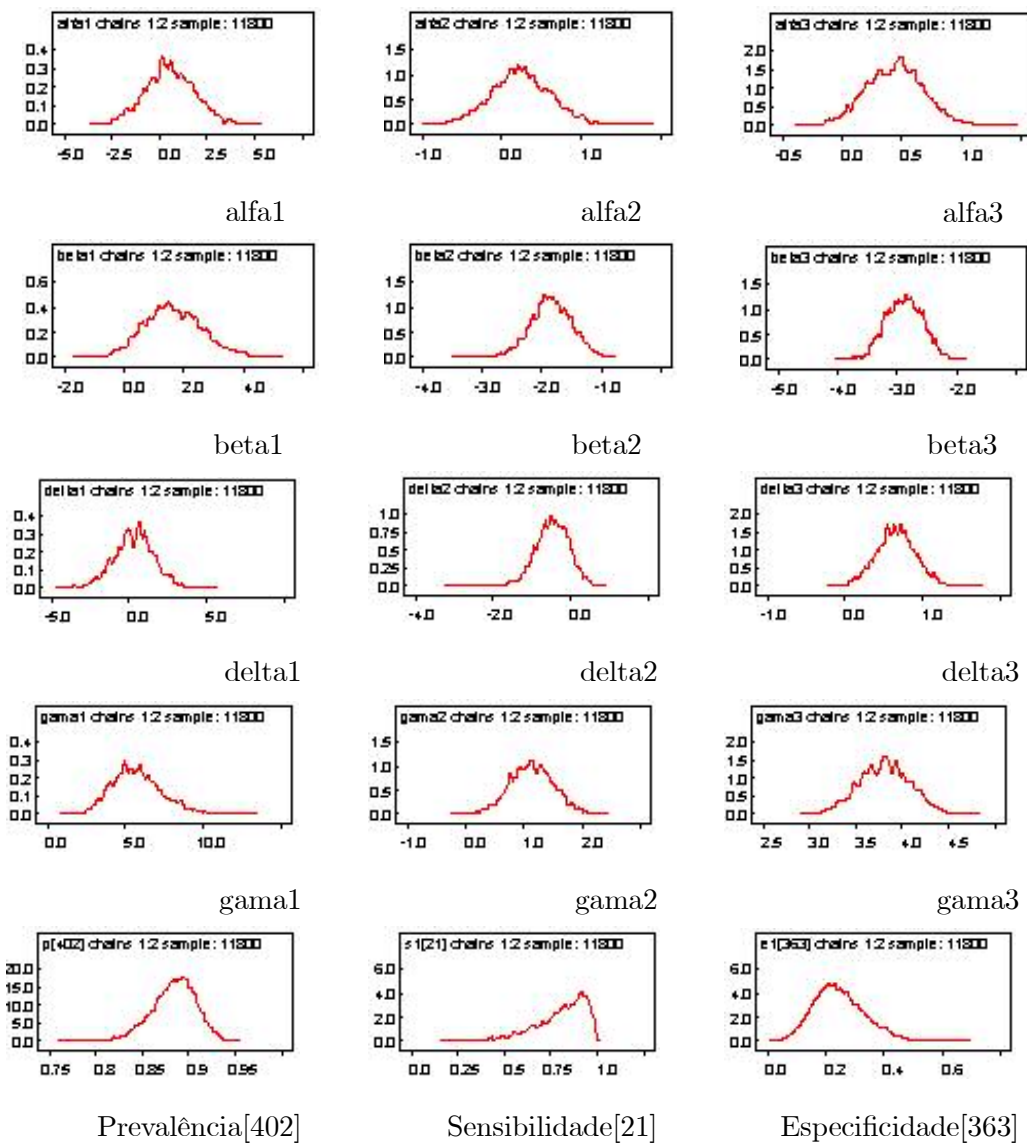 alfa1 chains 1:2 sample: 11800
0.4
0.3
0.2
0.1
0.0
-5.0 -2.5 0.0 2.5 5.0
alfa1
alfa2 chains 1:2 sample: 11800
1.5
1.0
0.5
0.0
-1.0 0.0 1.0
alfa2
alfa3 chains 1:2 sample: 11800
2.0
1.5
1.0
0.5
0.0
-0.5 0.0 0.5 1.0
alfa3
beta1 chains 1:2 sample: 11800
0.6
0.4
0.2
0.0
-2.0 0.0 2.0 4.0
beta1
beta2 chains 1:2 sample: 11800
1.5
1.0
0.5
0.0
-4.0 -3.0 -2.0 -1.0
beta2
beta3 chains 1:2 sample: 11800
1.5
1.0
0.5
0.0
-5.0 -4.0 -3.0 -2.0
beta3
delta1 chains 1:2 sample: 11800
0.4
0.3
0.2
0.1
0.0
-5.0 0.0 5.0
delta1
delta2 chains 1:2 sample: 11800
1.0
0.75
0.5
0.25
0.0
-4.0 -2.0 0.0
delta2
delta3 chains 1:2 sample: 11800
2.0
1.5
1.0
0.5
0.0
-1.0 0.0 1.0
delta3
gama1 chains 1:2 sample: 11800
0.4
0.3
0.2
0.1
0.0
0.0 5.0 10.0
gama1
gama2 chains 1:2 sample: 11800
1.5
1.0
0.5
0.0
-1.0 0.0 1.0 2.0
gama2
gama3 chains 1:2 sample: 11800
2.0
1.5
1.0
0.5
0.0
2.5 3.0 3.5 4.0 4.5
gama3
p[402] chains 1:2 sample: 11800
20.0
15.0
10.0
5.0
0.0
0.75 0.8 0.85 0.9 0.95
Prevalência[402]
s1[21] chains 1:2 sample: 11800
6.0
4.0
2.0
0.0
0.0 0.25 0.5 0.75 1.0
Sensibilidade[21]
e1[363] chains 1:2 sample: 11800
6.0
4.0
2.0
0.0
0.0 0.2 0.4 0.6
Especificidade[363]